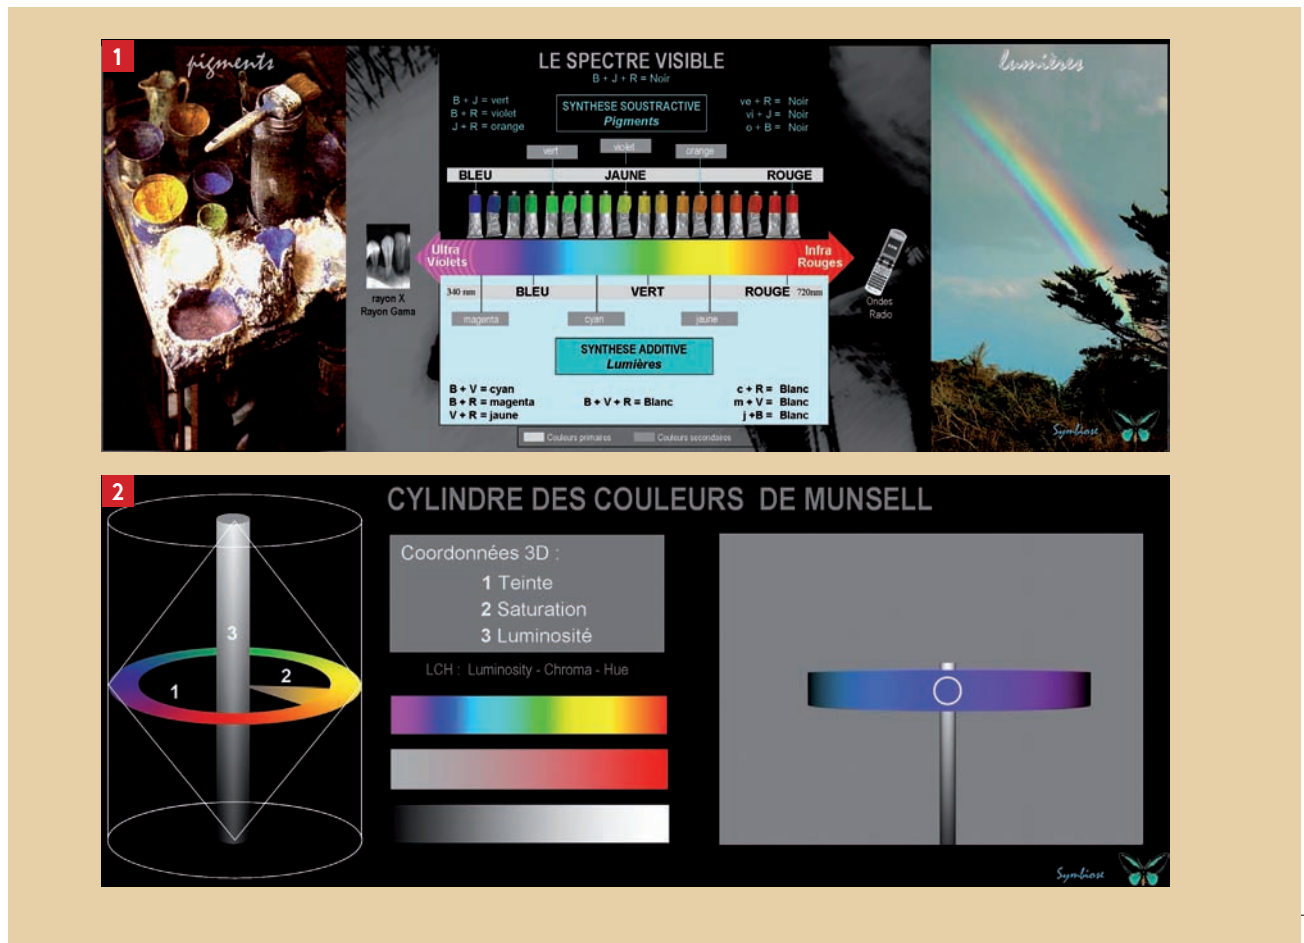 1
pigments
LE SPECTRE VISIBLE
B + J + R = Noir
B + J = vert
B + R = violet
J + R = orange
SYNTHESE SOUSTRACTIVE
Pigments
ve + R = Noir
vi + J = Noir
o + B = Noir
vert
violet
orange
BLEU JAUNE ROUGE
Ultra
Violets
Infra
Rouges
340 nm BLEU VERT ROUGE 720nm
magenta
cyan
jaune
SYNTHESE ADDITIVE
Lumières
B + V = cyan
B + R = magenta
V + R = jaune
B + V + R = Blanc
c + R = Blanc
m + V = Blanc
j +B = Blanc
Couleurs primaires Couleurs secondaires
rayon X
Rayon Gama
Ondes
Radio
lumières
Symbiose
2
CYLINDRE DES COULEURS DE MUNSELL
3
2
1
Coordonnées 3D :
1 Teinte
2 Saturation
3 Luminosité
LCH : Luminosity - Chroma - Hue
Symbiose